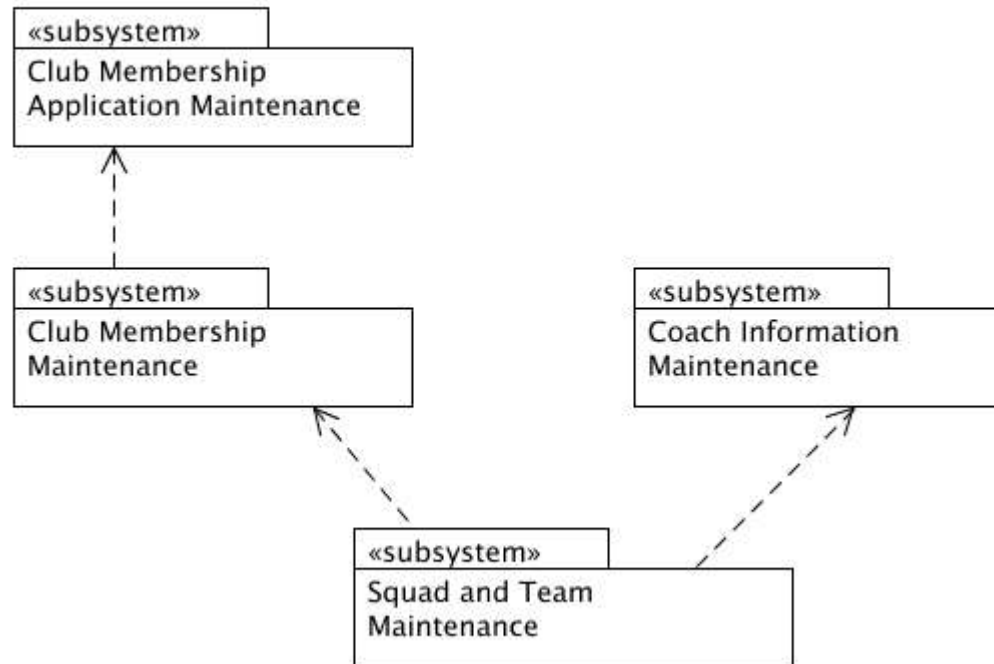 «subsystem»
Club Membership
Application Maintenance
«subsystem»
Club Membership
Maintenance
«subsystem»
Coach Information
Maintenance
«subsystem»
Squad and Team
Maintenance